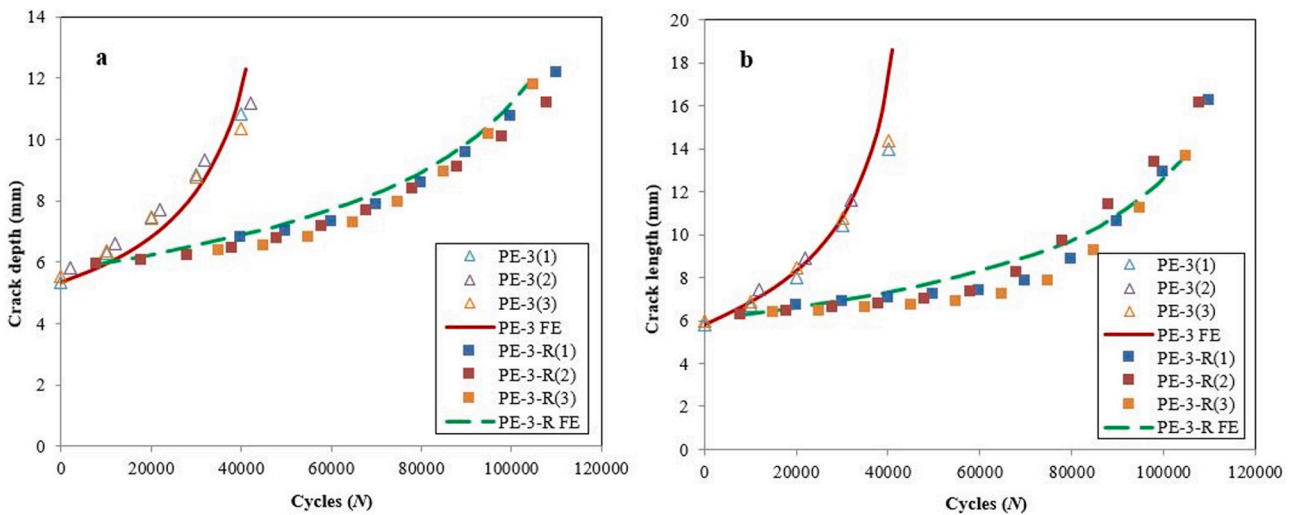 a
Crack depth (mm)
14
12
10
8
6
4
2
0
0 20000 40000 60000 80000 100000 120000
Cycles (N)
PE-3(1)
PE-3(2)
PE-3(3)
PE-3 FE
PE-3-R(1)
PE-3-R(2)
PE-3-R(3)
PE-3-R FE
b
Crack length (mm)
20
18
16
14
12
10
8
6
4
2
0
0 20000 40000 60000 80000 100000 120000
Cycles (N)
PE-3(1)
PE-3(2)
PE-3(3)
PE-3 FE
PE-3-R(1)
PE-3-R(2)
PE-3-R(3)
PE-3-R FE